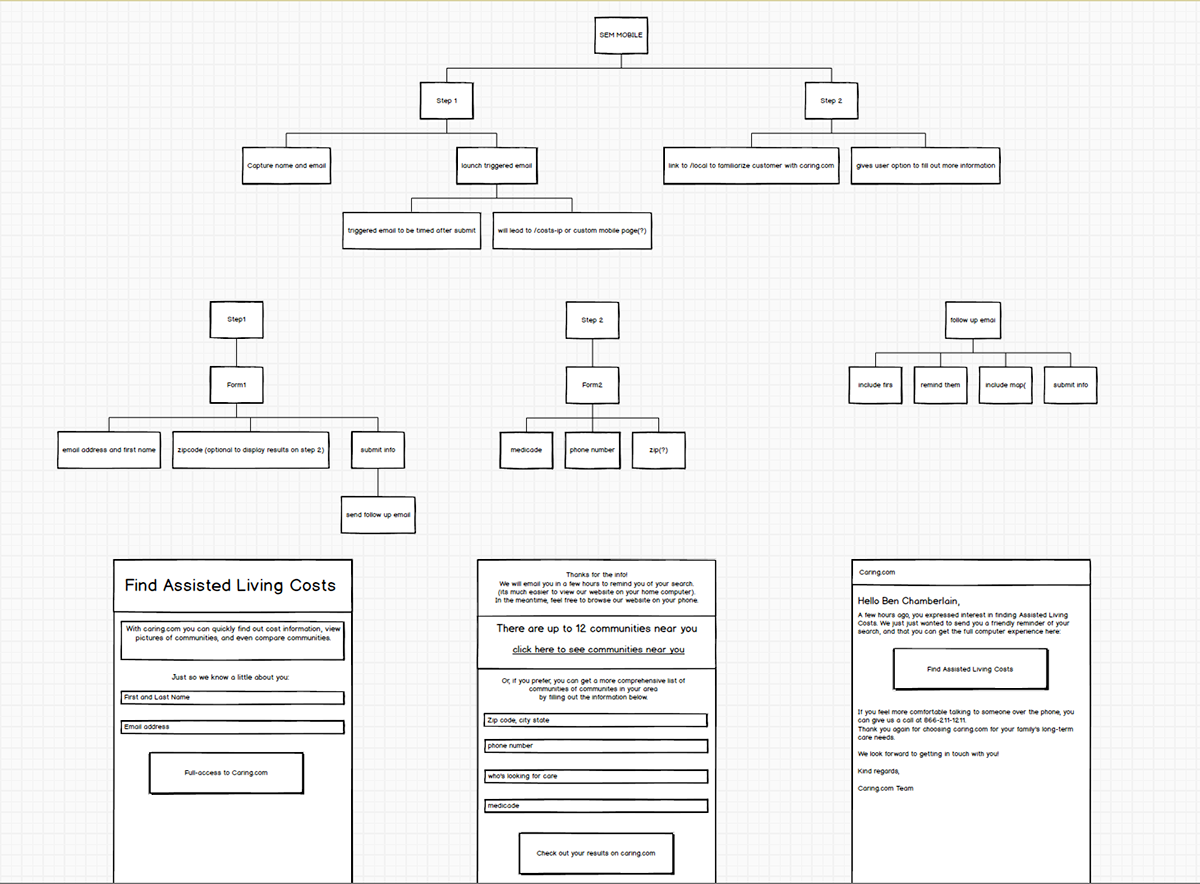 SEM MOBILE
Step 1
Step 2
Capture name and email
launch triggered email
link to /local to familiarize customer with caring.com
gives user option to fill out more information
triggered email to be timed after submit
will lead to /costs-ip or custom mobile page(?)
Step1
Step 2
follow up emai
Form1
Form2
include firs
remind them
include map(
submit info
email address and first name
zipcode (optional to display results on step 2)
submit info
medicade
phone number
zip(?)
send follow up email
Find Assisted Living Costs
With caring.com you can quickly find out cost information, view
pictures of communities, and even compare communities.
Just so we know a little about you:
First and Last Name
Email address
Full-access to Caring.com
Thanks for the info!
We will email you in a few hours to remind you of your search.
(its much easier to view our website on your home computer).
In the meantime, feel free to browse our website on your phone.
There are up to 12 communities near you
click here to see communities near you
Or, if you prefer, you can get a more comprehensive list of
communities of communites in your area
by filling out the information below.
Zip code, city state
phone number
who's looking for care
medicade
Check out your results on caring.com
Caring.com
Hello Ben Chamberlain,
A few hours ago, you expressed interest in finding Assisted Living
Costs. We just just wanted to send you a friendly reminder of your
search, and that you can get the full computer experience here:
Find Assisted Living Costs
If you feel more comfortable talking to someone over the phone, you
can give us a call at 866-211-1211.
Thank you again for choosing caring.com for your family's long-term
care needs.
We look forward to getting in touch with you!
Kind regards,
Caring.com Team